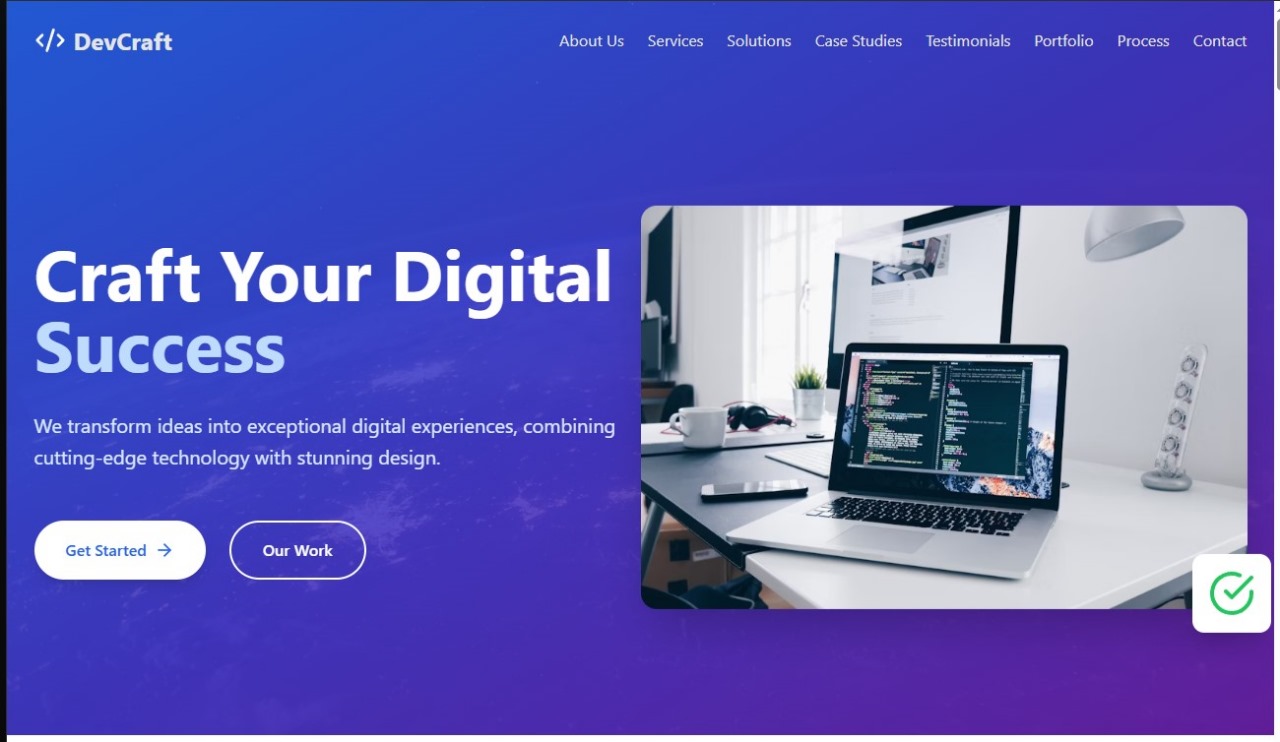 </> DevCraft
About Us Services Solutions Case Studies Testimonials Portfolio Process Contact
Craft Your Digital
Success
We transform ideas into exceptional digital experiences, combining
cutting-edge technology with stunning design.
Get Started → Our Work